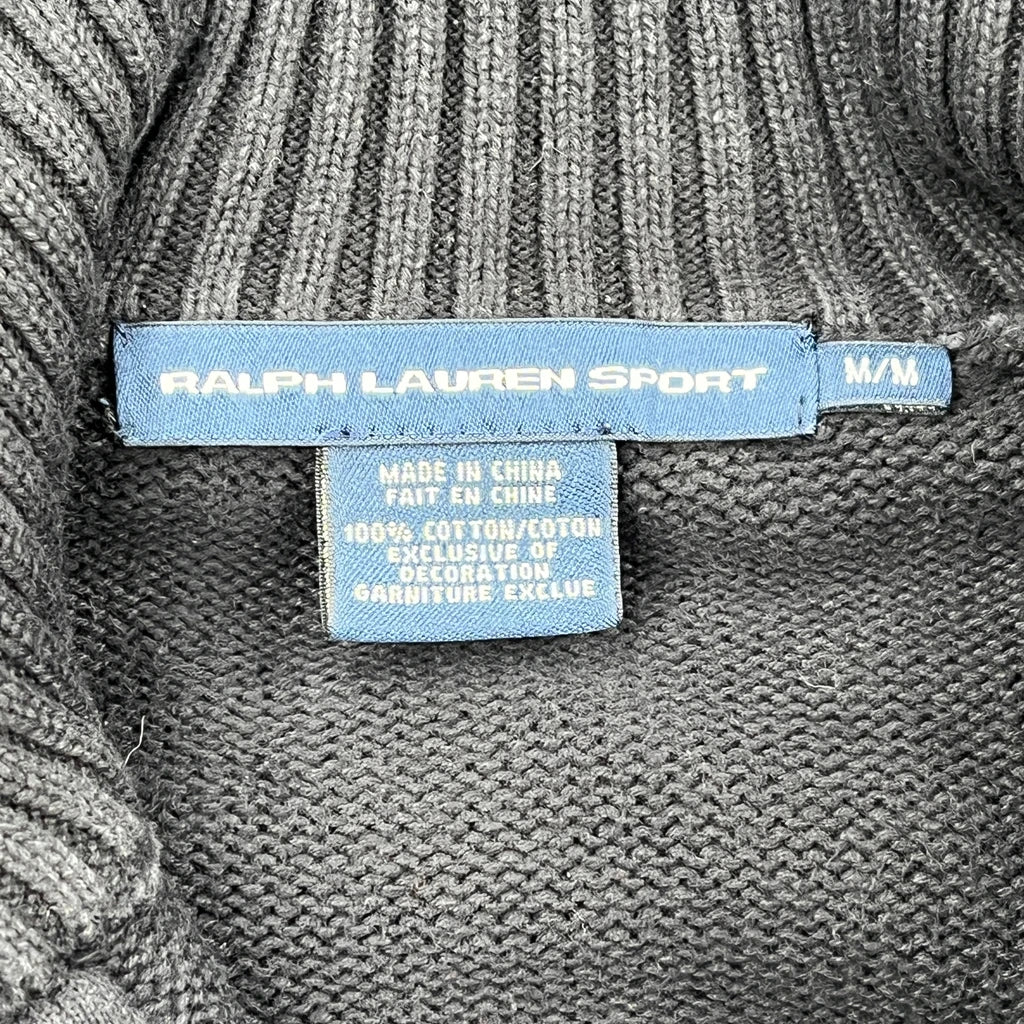 RALPH LAUREN SPORT
M/M
MADE IN CHINA
FAIT EN CHINE
100% COTTON/COTON
EXCLUSIVE OF
DECORATION
GARNITURE EXCLUE